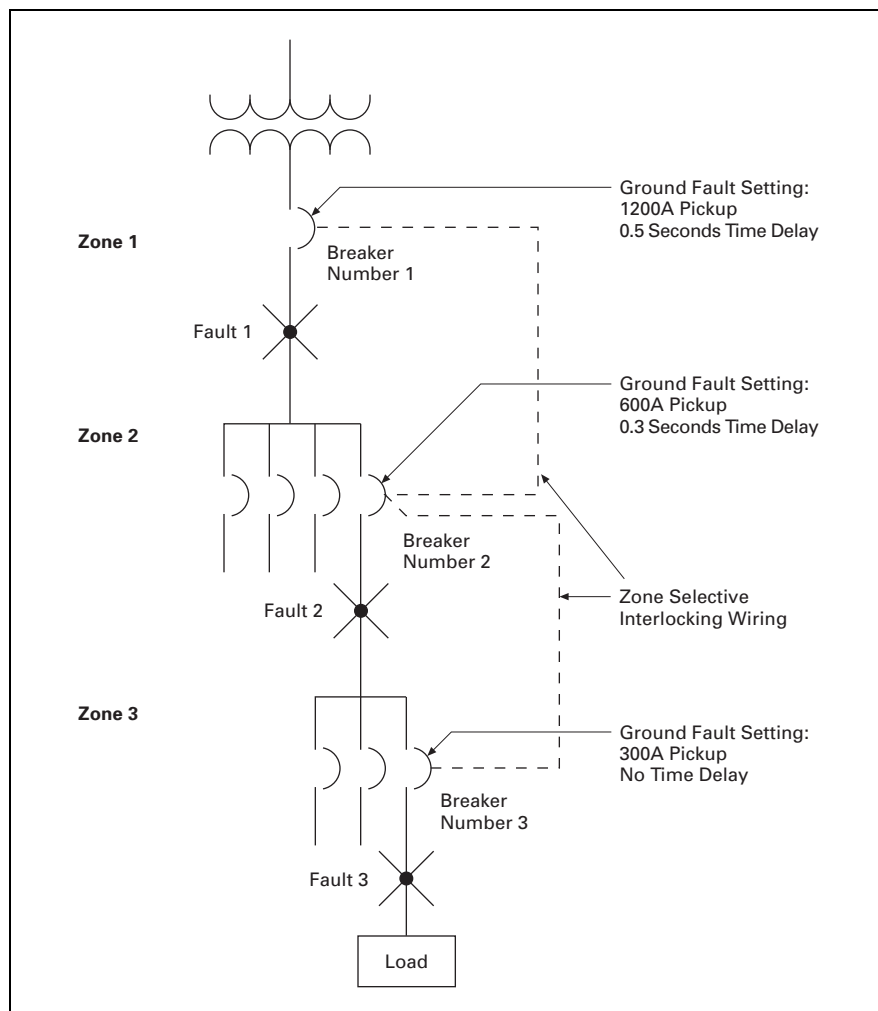 Ground Fault Setting:
1200A Pickup
0.5 Seconds Time Delay
Zone 1
Breaker
Number 1
Fault 1
Ground Fault Setting:
600A Pickup
0.3 Seconds Time Delay
Zone 2
Breaker
Number 2
Fault 2
Zone Selective
Interlocking Wiring
Zone 3
Ground Fault Setting:
300A Pickup
No Time Delay
Breaker
Number 3
Fault 3
Load